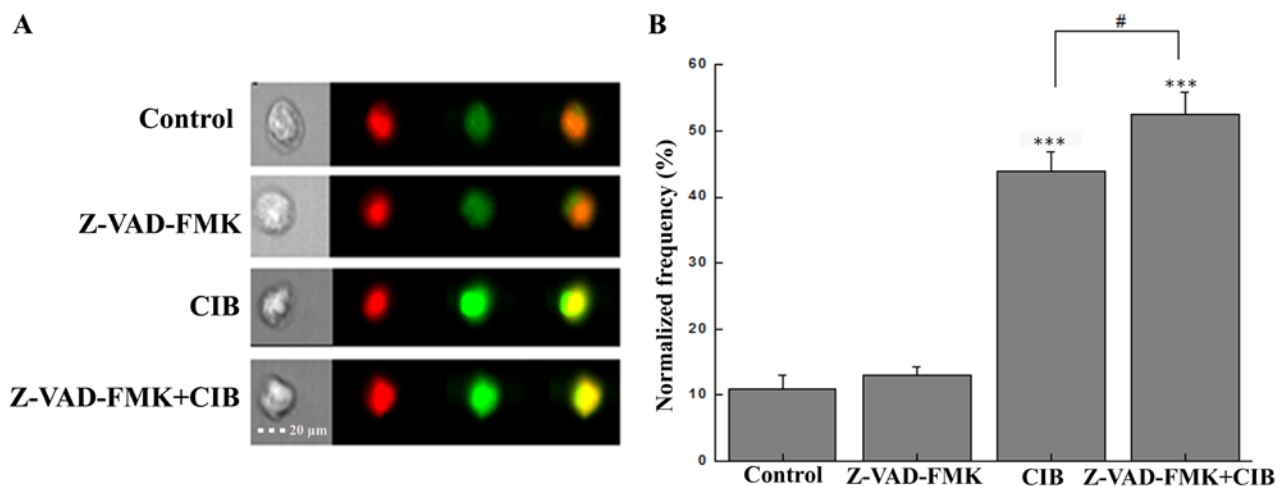 A
Control
Z-VAD-FMK
CIB
Z-VAD-FMK+CIB
20 μm
B
#
***
***
Normalized frequency (%)
60
50
40
30
20
10
0
Control
Z-VAD-FMK
CIB
Z-VAD-FMK+CIB